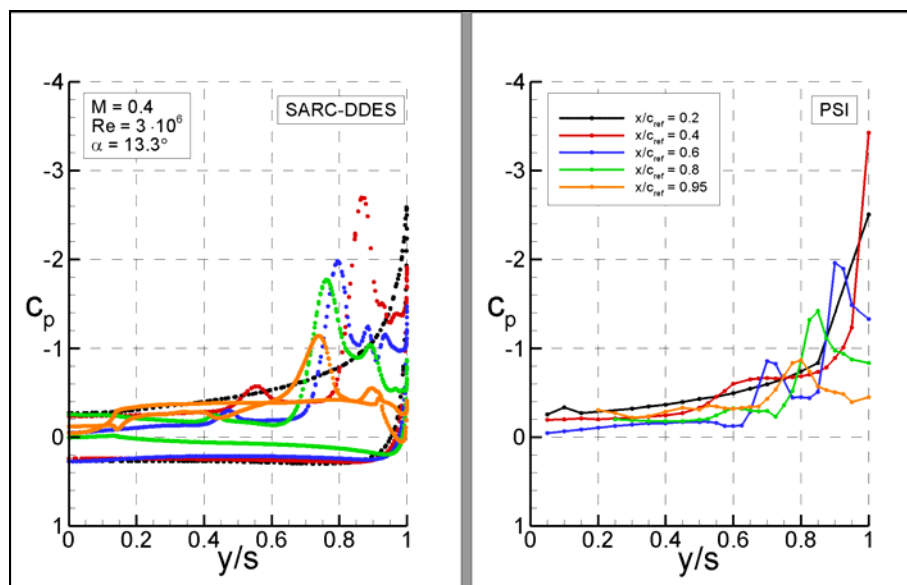 -4
-3
-2
-1
0
1
c_p
M = 0.4
Re = 3 ·10⁶
α = 13.3°
SARC-DDES
0 0.2 0.4 0.6 0.8 1
y/s
-4
-3
-2
-1
0
1
c_p
x/c_ref = 0.2
x/c_ref = 0.4
x/c_ref = 0.6
x/c_ref = 0.8
x/c_ref = 0.95
PSI
0 0.2 0.4 0.6 0.8 1
y/s